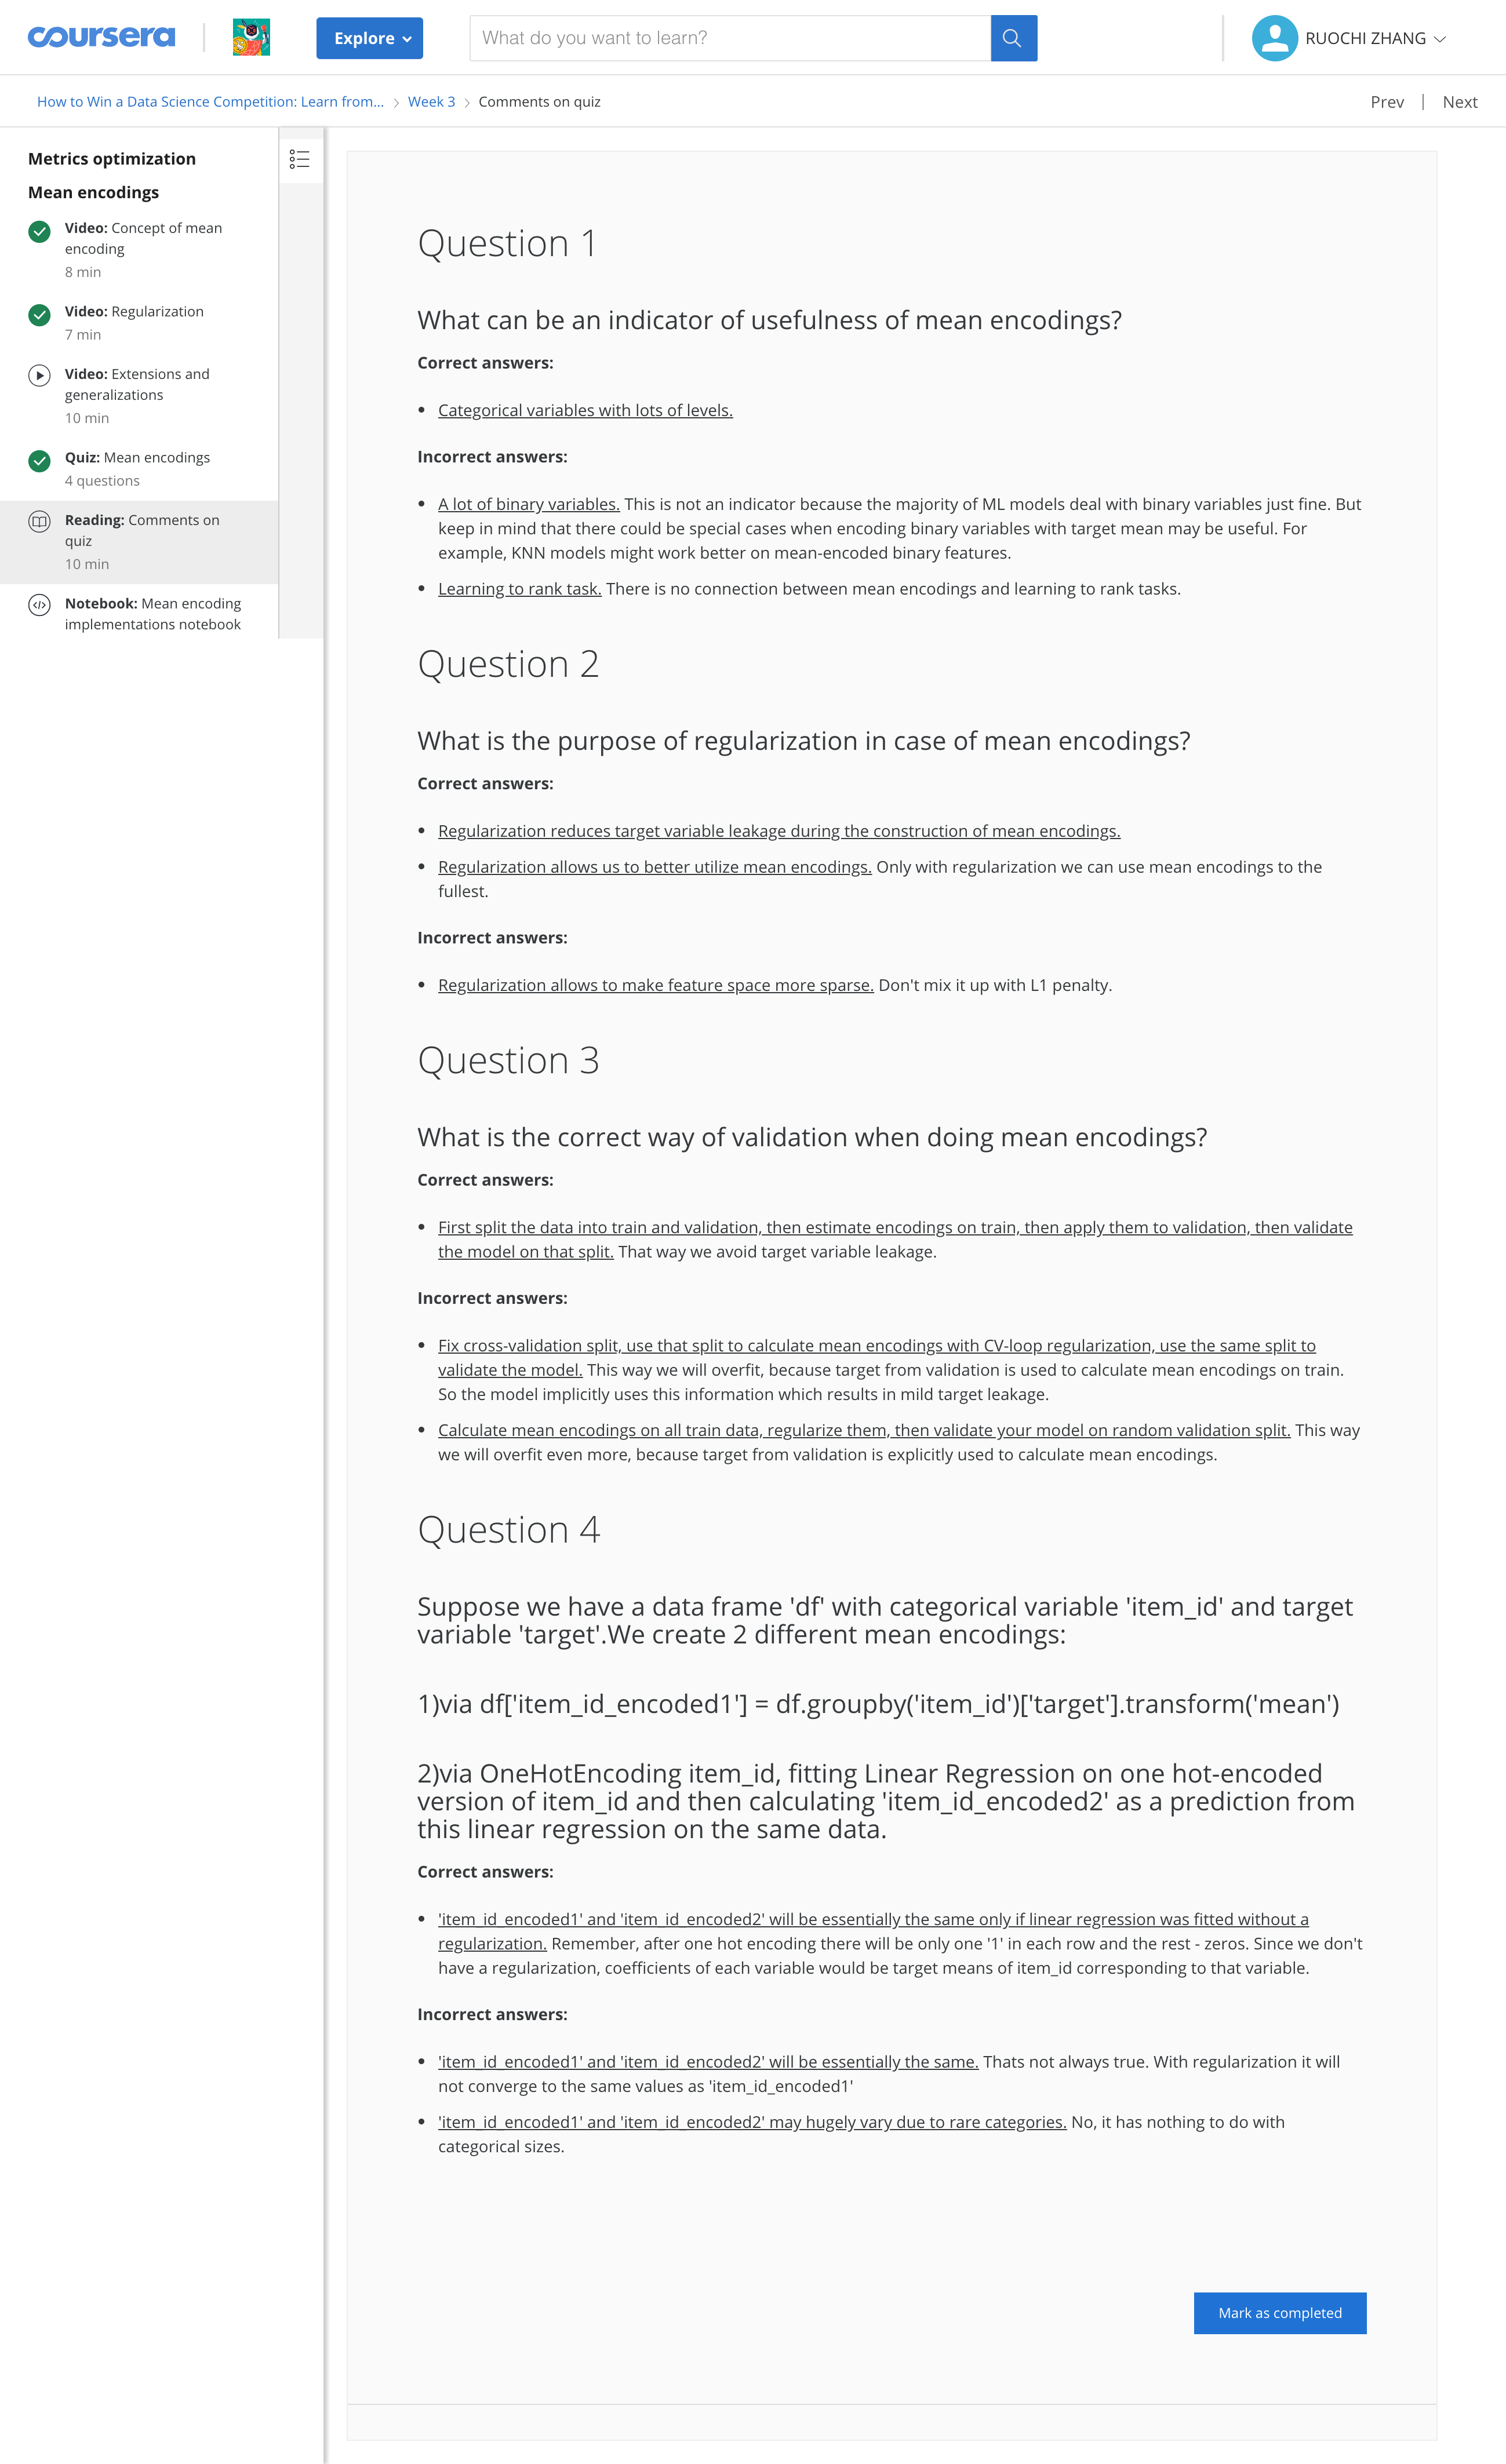 coursera
Explore
What do you want to learn?
RUOCHI ZHANG
How to Win a Data Science Competition: Learn from... > Week 3 > Comments on quiz
Prev | Next
Metrics optimization
Mean encodings
Video: Concept of mean
encoding
8 min
Video: Regularization
7 min
Video: Extensions and
generalizations
10 min
Quiz: Mean encodings
4 questions
Reading: Comments on
quiz
10 min
Notebook: Mean encoding
implementations notebook
Question 1
What can be an indicator of usefulness of mean encodings?
Correct answers:
• Categorical variables with lots of levels.
Incorrect answers:
• A lot of binary variables. This is not an indicator because the majority of ML models deal with binary variables just fine. But
keep in mind that there could be special cases when encoding binary variables with target mean may be useful. For
example, KNN models might work better on mean-encoded binary features.
• Learning to rank task. There is no connection between mean encodings and learning to rank tasks.
Question 2
What is the purpose of regularization in case of mean encodings?
Correct answers:
• Regularization reduces target variable leakage during the construction of mean encodings.
• Regularization allows us to better utilize mean encodings. Only with regularization we can use mean encodings to the
fullest.
Incorrect answers:
• Regularization allows to make feature space more sparse. Don't mix it up with L1 penalty.
Question 3
What is the correct way of validation when doing mean encodings?
Correct answers:
• First split the data into train and validation, then estimate encodings on train, then apply them to validation, then validate
the model on that split. That way we avoid target variable leakage.
Incorrect answers:
• Fix cross-validation split, use that split to calculate mean encodings with CV-loop regularization, use the same split to
validate the model. This way we will overfit, because target from validation is used to calculate mean encodings on train.
So the model implicitly uses this information which results in mild target leakage.
• Calculate mean encodings on all train data, regularize them, then validate your model on random validation split. This way
we will overfit even more, because target from validation is explicitly used to calculate mean encodings.
Question 4
Suppose we have a data frame 'df' with categorical variable 'item_id' and target
variable 'target'.We create 2 different mean encodings:
1)via df['item_id_encoded1'] = df.groupby('item_id')['target'].transform('mean')
2)via OneHotEncoding item_id, fitting Linear Regression on one hot-encoded
version of item_id and then calculating 'item_id_encoded2' as a prediction from
this linear regression on the same data.
Correct answers:
• 'item_id_encoded1' and 'item_id_encoded2' will be essentially the same only if linear regression was fitted without a
regularization. Remember, after one hot encoding there will be only one '1' in each row and the rest - zeros. Since we don't
have a regularization, coefficients of each variable would be target means of item_id corresponding to that variable.
Incorrect answers:
• 'item_id_encoded1' and 'item_id_encoded2' will be essentially the same. Thats not always true. With regularization it will
not converge to the same values as 'item_id_encoded1'
• 'item_id_encoded1' and 'item_id_encoded2' may hugely vary due to rare categories. No, it has nothing to do with
categorical sizes.
Mark as completed